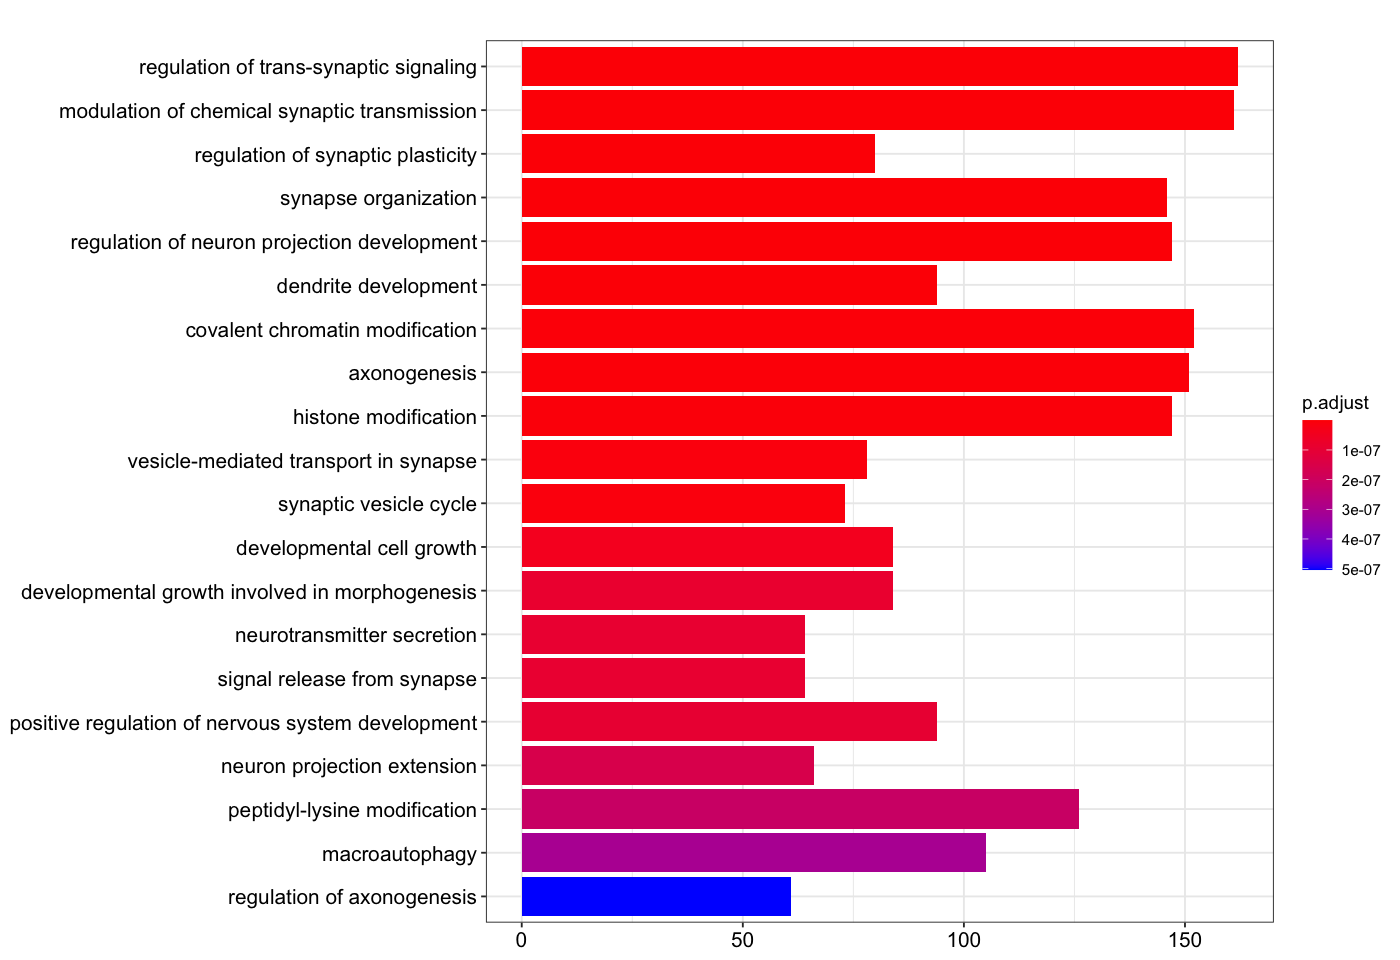 regulation of trans-synaptic signaling
modulation of chemical synaptic transmission
regulation of synaptic plasticity
synapse organization
regulation of neuron projection development
dendrite development
covalent chromatin modification
axonogenesis
histone modification
vesicle-mediated transport in synapse
synaptic vesicle cycle
developmental cell growth
developmental growth involved in morphogenesis
neurotransmitter secretion
signal release from synapse
positive regulation of nervous system development
neuron projection extension
peptidyl-lysine modification
macroautophagy
regulation of axonogenesis
0 50 100 150
p.adjust
1e-07
2e-07
3e-07
4e-07
5e-07